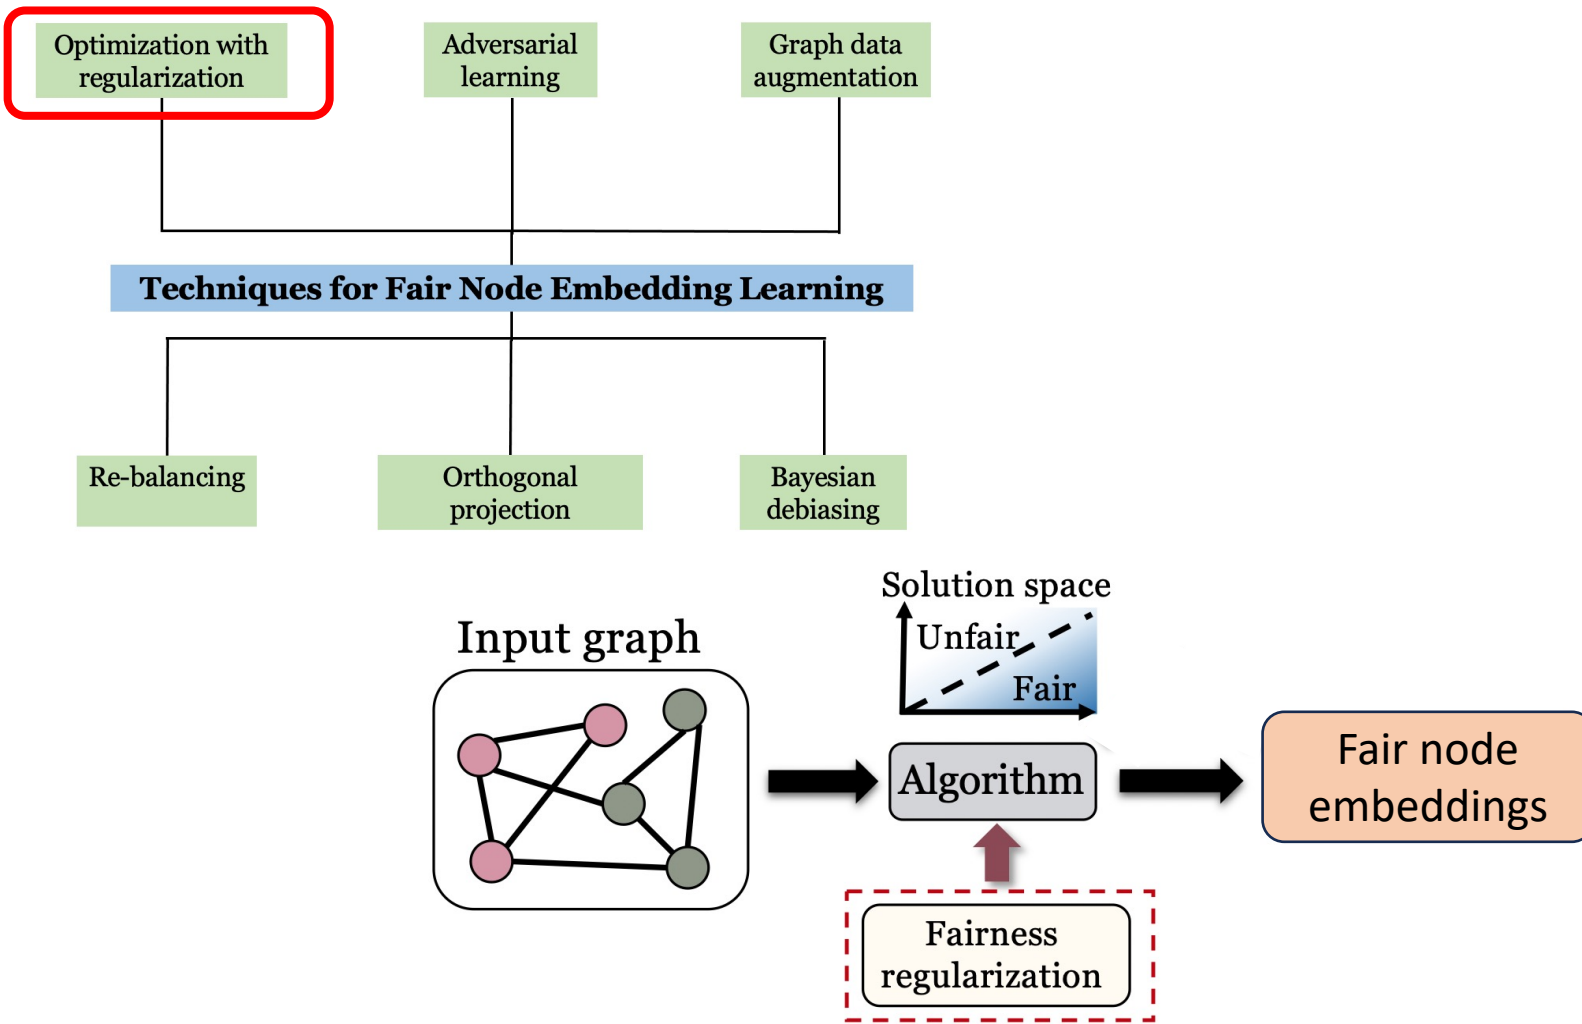 Optimization with
regularization
Adversarial
learning
Graph data
augmentation
Techniques for Fair Node Embedding Learning
Re-balancing
Orthogonal
projection
Bayesian
debiasing
Solution space
Unfair
Fair
Input graph
Algorithm
Fair node
embeddings
Fairness
regularization